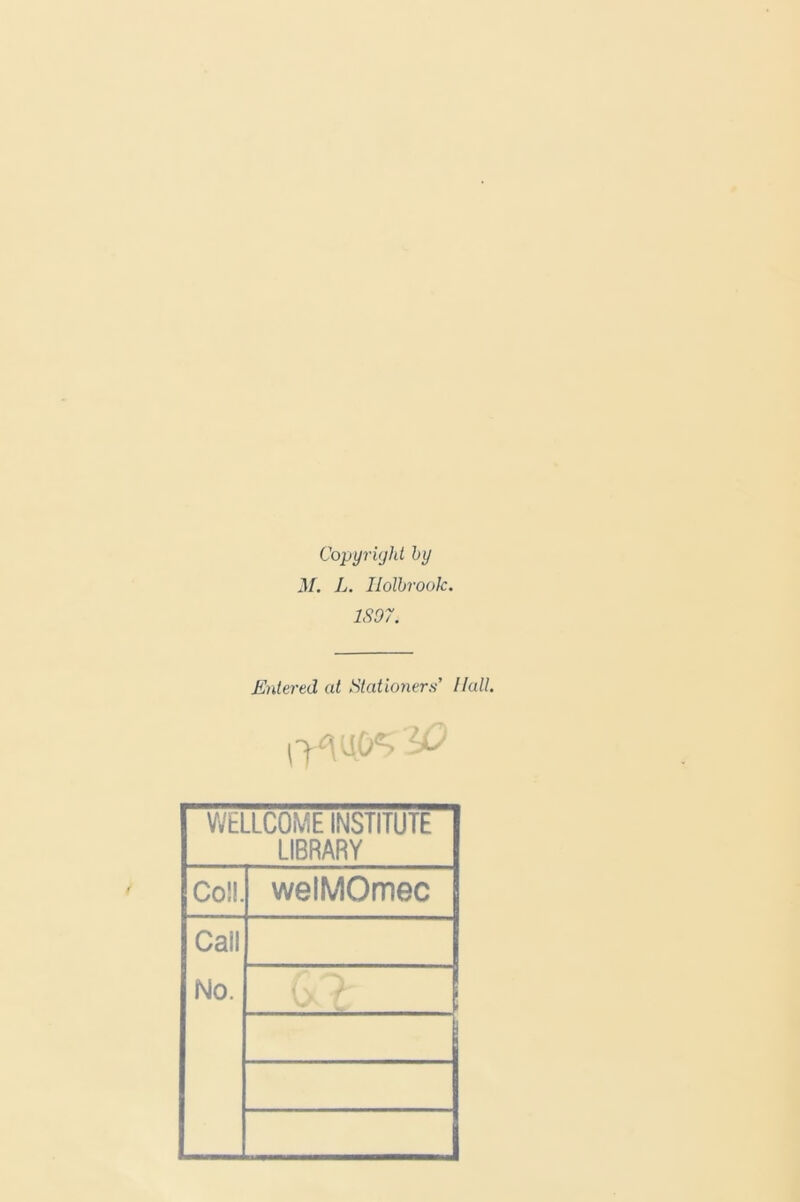 Copyright by
M. L. Holbrook.
1897.
Entered at Stationers' Hall.
WELLCOME INSTITUTE
LIBRARY
Coll. welMOmec
Call
No.